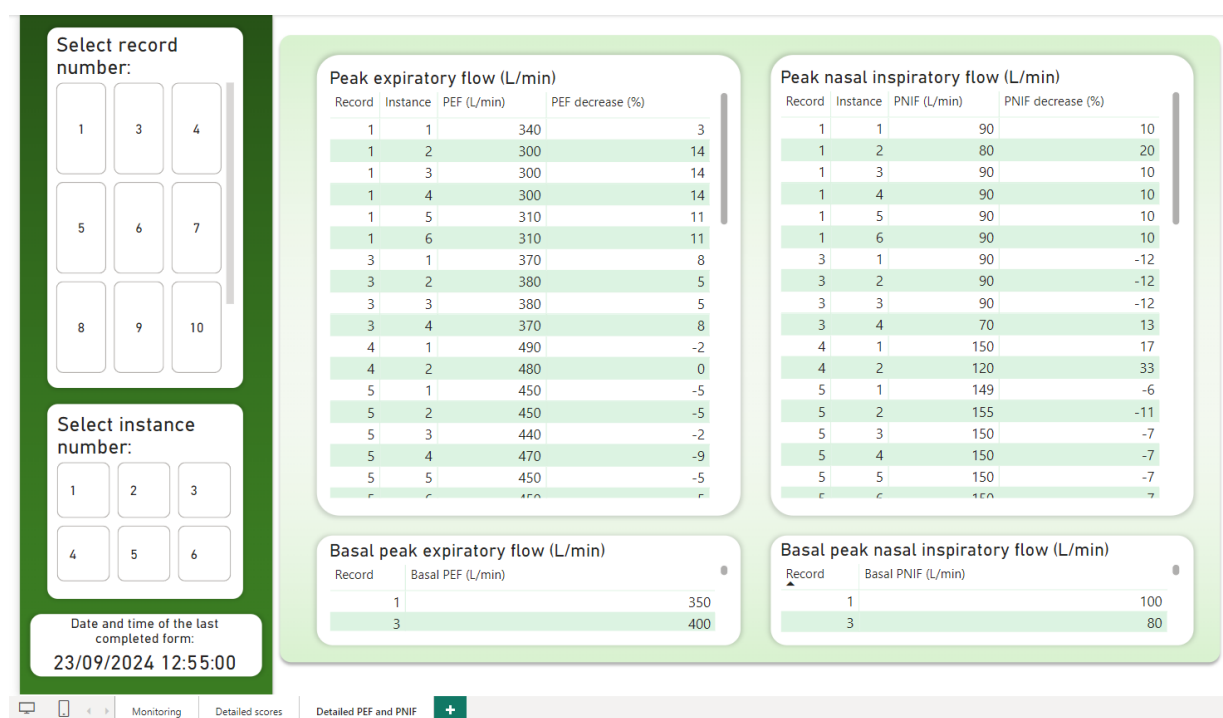 Select record
number:
1 3 4
5 6 7
8 9 10
Select instance
number:
1 2 3
4 5 6
Date and time of the last
completed form:
23/09/2024 12:55:00
Peak expiratory flow (L/min)
Record Instance PEF (L/min) PEF decrease (%)
1 1 340 3
1 2 300 14
1 3 300 14
1 4 300 14
1 5 310 11
1 6 310 11
3 1 370 8
3 2 380 5
3 3 380 5
3 4 370 8
4 1 490 -2
4 2 480 0
5 1 450 -5
5 2 450 -5
5 3 440 -2
5 4 470 -9
5 5 450 -5
Peak nasal inspiratory flow (L/min)
Record Instance PNIF (L/min) PNIF decrease (%)
1 1 90 10
1 2 80 20
1 3 90 10
1 4 90 10
1 5 90 10
1 6 90 10
3 1 90 -12
3 2 90 -12
3 3 90 -12
3 4 70 13
4 1 150 17
4 2 120 33
5 1 149 -6
5 2 155 -11
5 3 150 -7
5 4 150 -7
5 5 150 -7
Basal peak expiratory flow (L/min)
Record Basal PEF (L/min)
1 350
3 400
Basal peak nasal inspiratory flow (L/min)
Record Basal PNIF (L/min)
1 100
3 80
Monitoring Detailed scores Detailed PEF and PNIF +